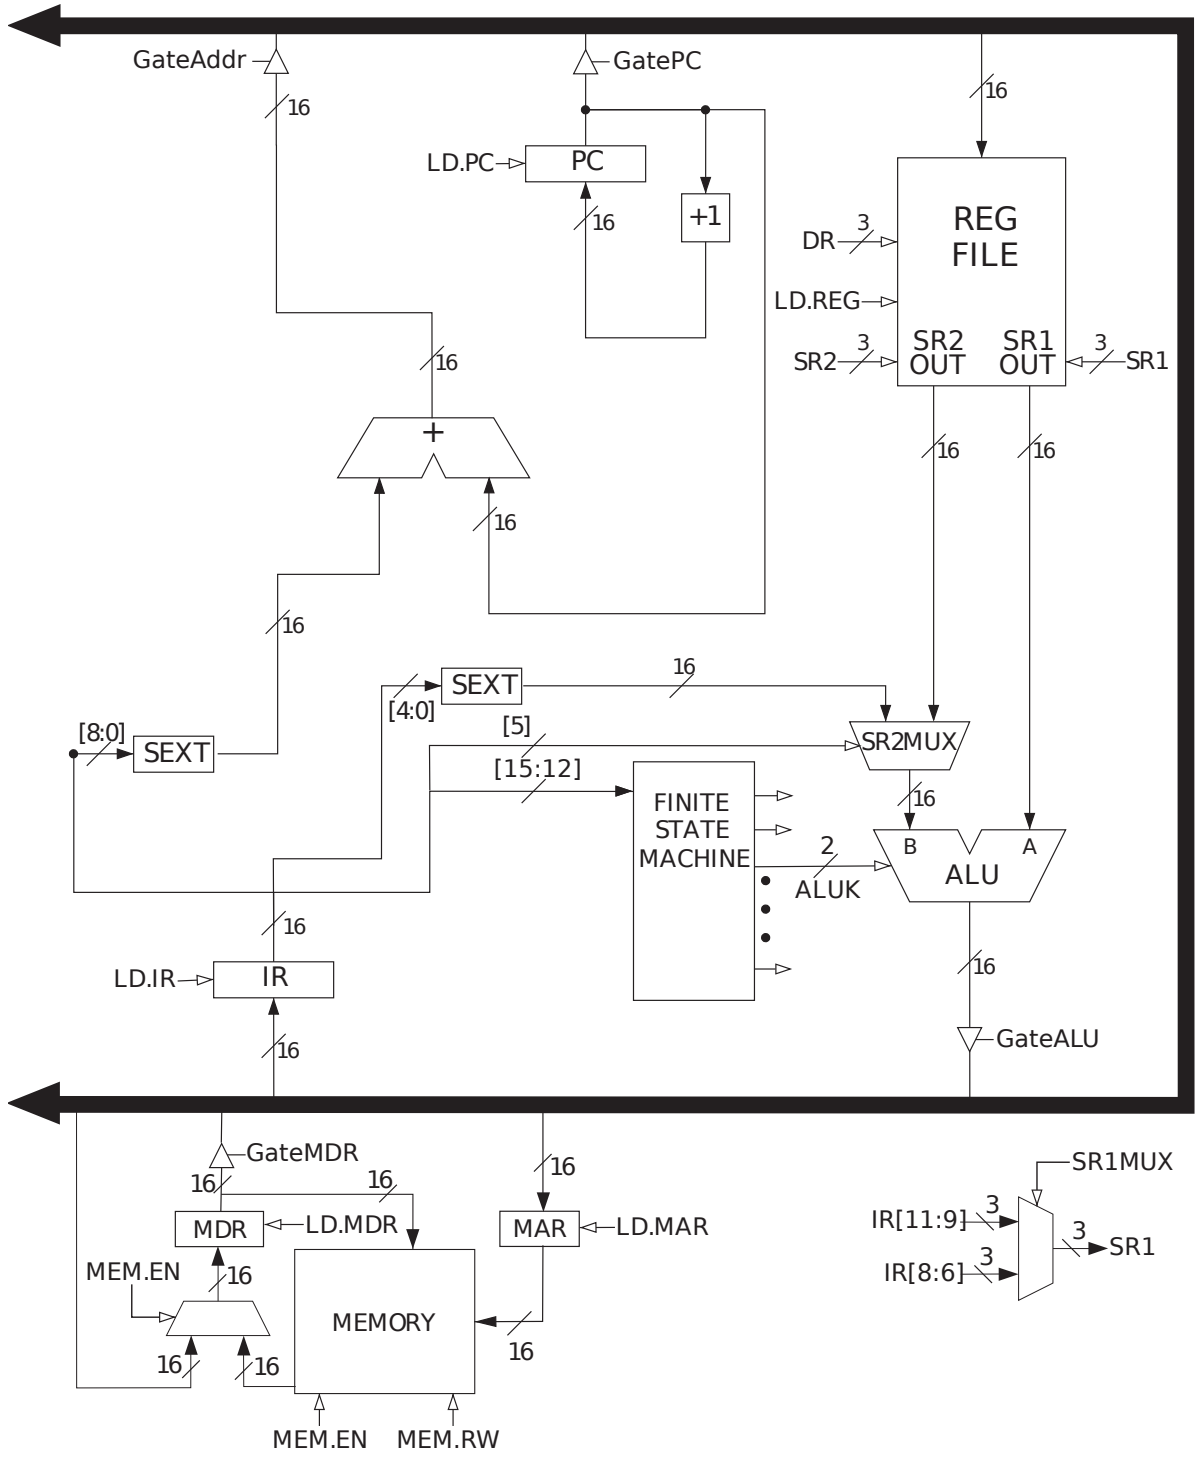 GateAddr
GatePC
16
16
LD.PC
PC
16
+1
REG
FILE
DR
3
LD.REG
SR2
3
SR2
OUT
SR1
OUT
3
SR1
16
+
16
16
16
16
[8:0]
SEXT
[4:0]
SEXT
16
[5]
[15:12]
SR2MUX
16
FINITE
STATE
MACHINE
2
ALUK
B
A
ALU
16
LD.IR
IR
16
16
GateALU
GateMDR
16
16
MDR
LD.MDR
MEM.EN
16
16
16
MEMORY
MEM.EN
MEM.RW
16
MAR
LD.MAR
16
SR1MUX
IR[11:9]
3
IR[8:6]
3
3
SR1